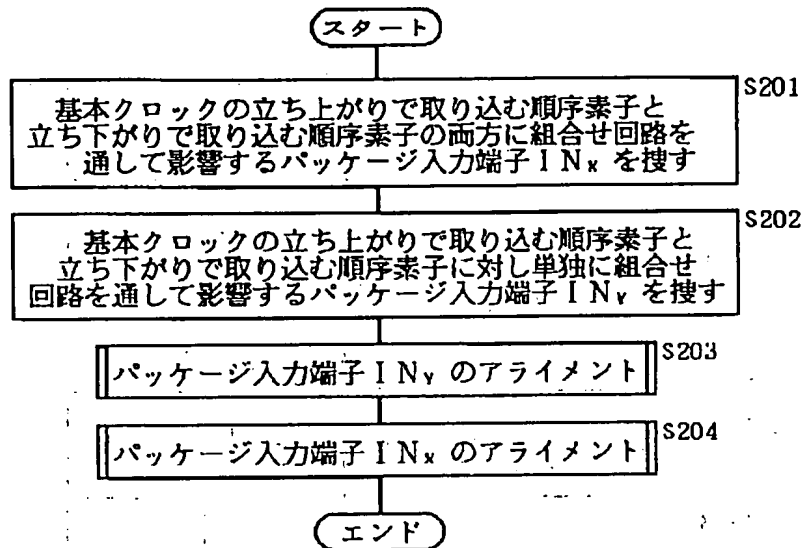 スタート
S201
基本クロックの立ち上がりで取り込む順序素子と
立ち下がりで取り込む順序素子の両方に組合せ回路を
通して影響するパッケージ入力端子INx を捜す
S202
基本クロックの立ち上がりで取り込む順序素子と
立ち下がりで取り込む順序素子に対し単独に組合せ
回路を通して影響するパッケージ入力端子INY を捜す
S203
パッケージ入力端子INY のアライメント
S204
パッケージ入力端子INx のアライメント
エンド